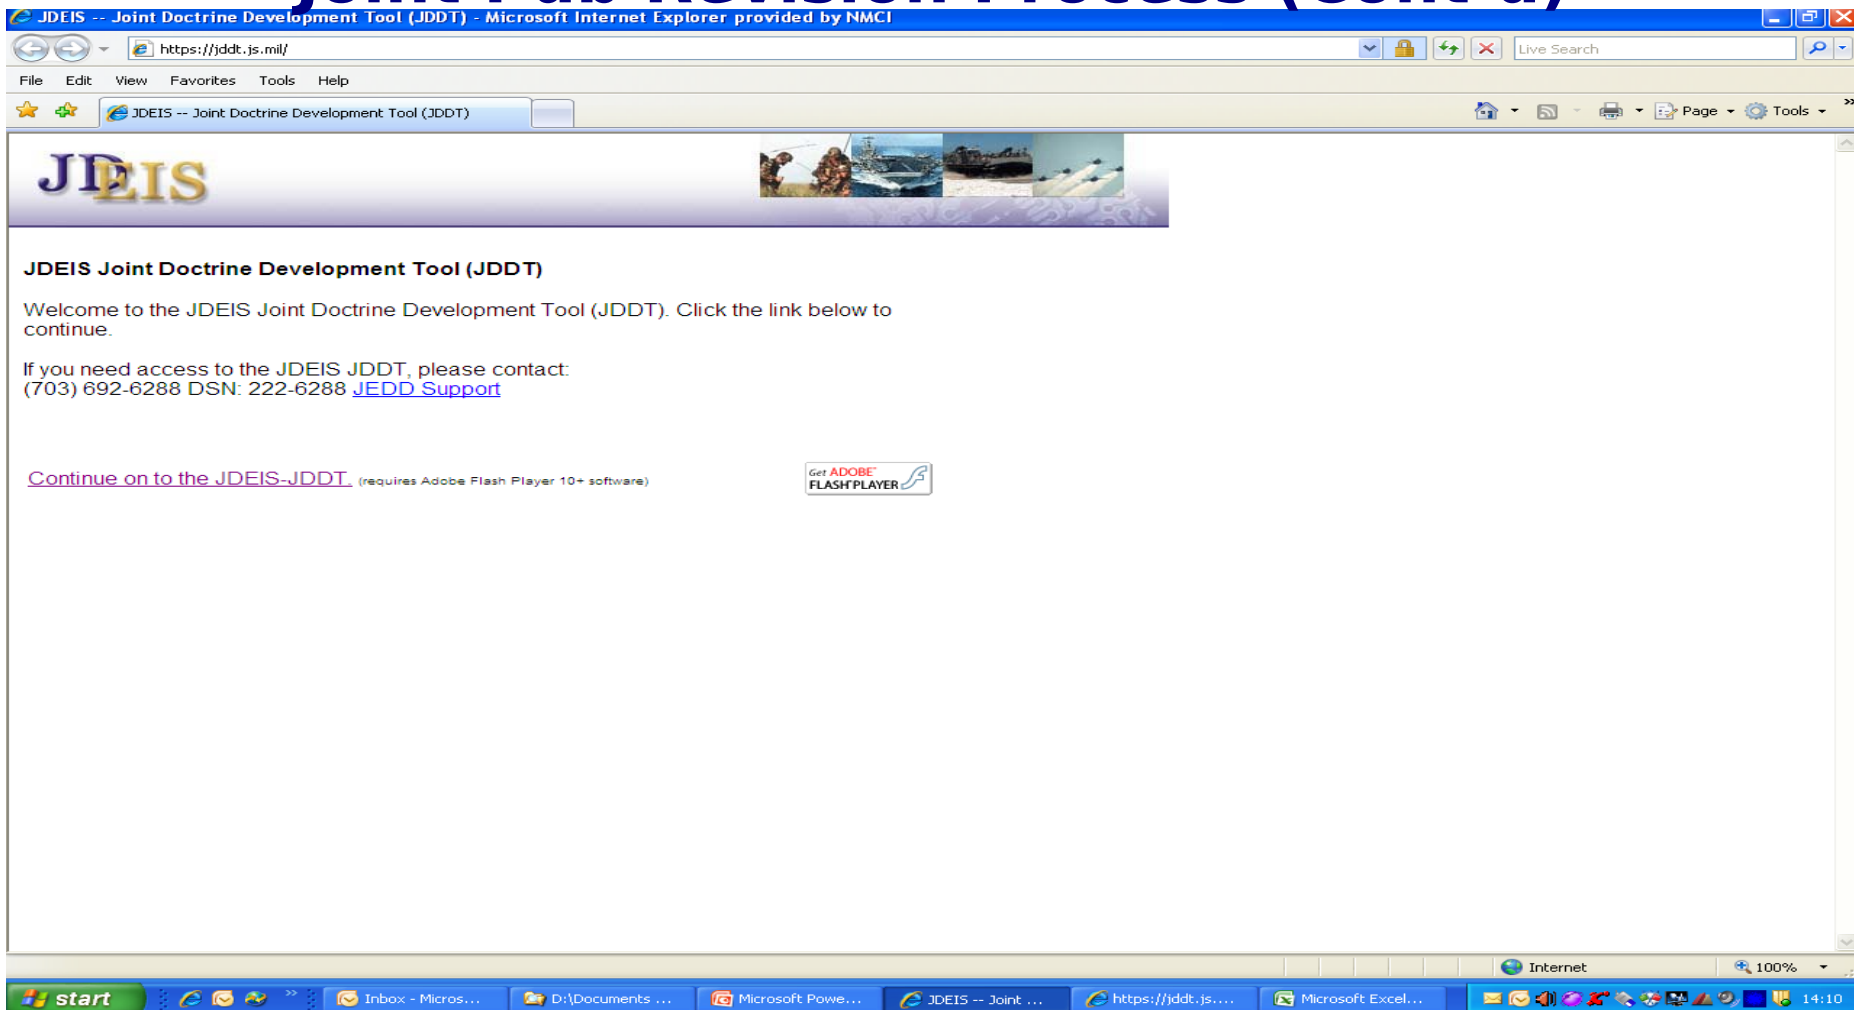 Joint Pub Revision Process (Cont'd)
JDEIS -- Joint Doctrine Development Tool (JDDT) - Microsoft Internet Explorer provided by NMCI
https://jddt.js.mil/
Live Search
File Edit View Favorites Tools Help
JDEIS -- Joint Doctrine Development Tool (JDDT)
Page Tools
JDEIS
JDEIS Joint Doctrine Development Tool (JDDT)
Welcome to the JDEIS Joint Doctrine Development Tool (JDDT). Click the link below to
continue.
If you need access to the JDEIS JDDT, please contact:
(703) 692-6288 DSN: 222-6288 JEDD Support
Continue on to the JDEIS-JDDT. (requires Adobe Flash Player 10+ software)
Get ADOBE
FLASH PLAYER
Internet 100%
start Inbox - Micros... D:\Documents ... Microsoft Powe... JDEIS -- Joint ... https://jddt.js.... Microsoft Excel... 14:10